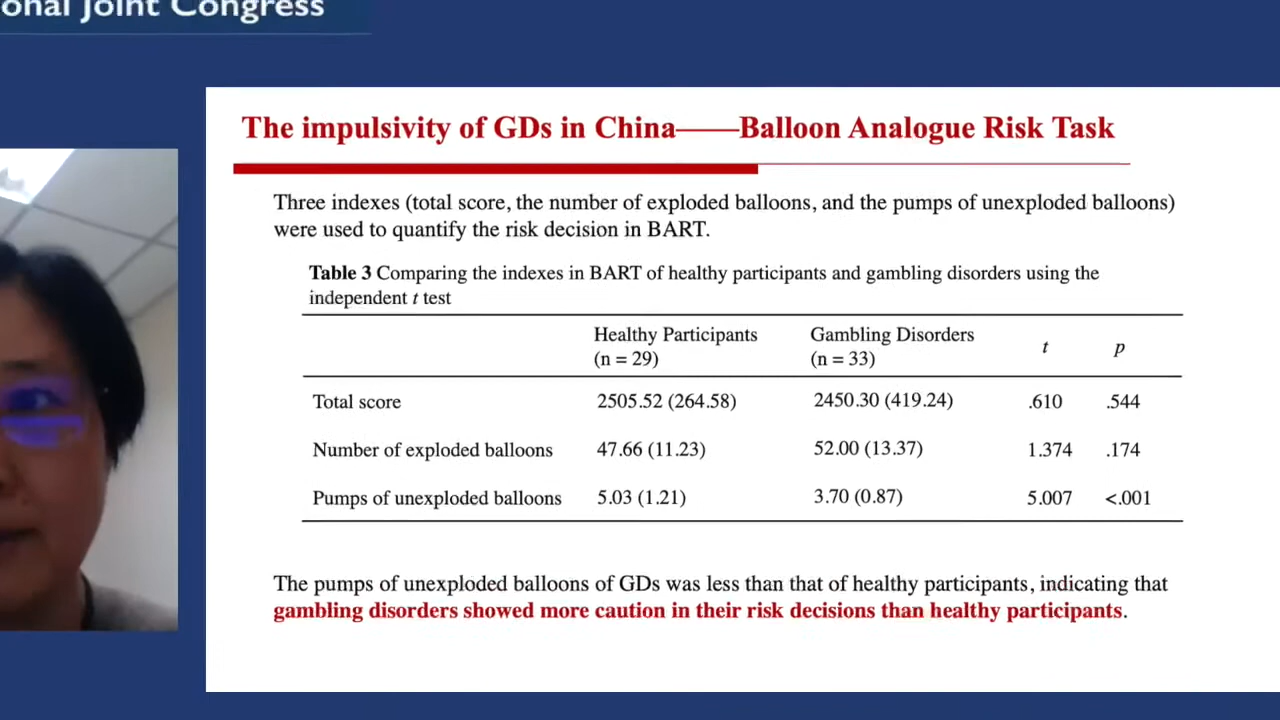 onal Joint Congress
The impulsivity of GDs in China——Balloon Analogue Risk Task
Three indexes (total score, the number of exploded balloons, and the pumps of unexploded balloons)
were used to quantify the risk decision in BART.
Table 3 Comparing the indexes in BART of healthy participants and gambling disorders using the
independent t test
Healthy Participants (n = 29) Gambling Disorders (n = 33) t p
Total score 2505.52 (264.58) 2450.30 (419.24) .610 .544
Number of exploded balloons 47.66 (11.23) 52.00 (13.37) 1.374 .174
Pumps of unexploded balloons 5.03 (1.21) 3.70 (0.87) 5.007 <.001
The pumps of unexploded balloons of GDs was less than that of healthy participants, indicating that
gambling disorders showed more caution in their risk decisions than healthy participants.